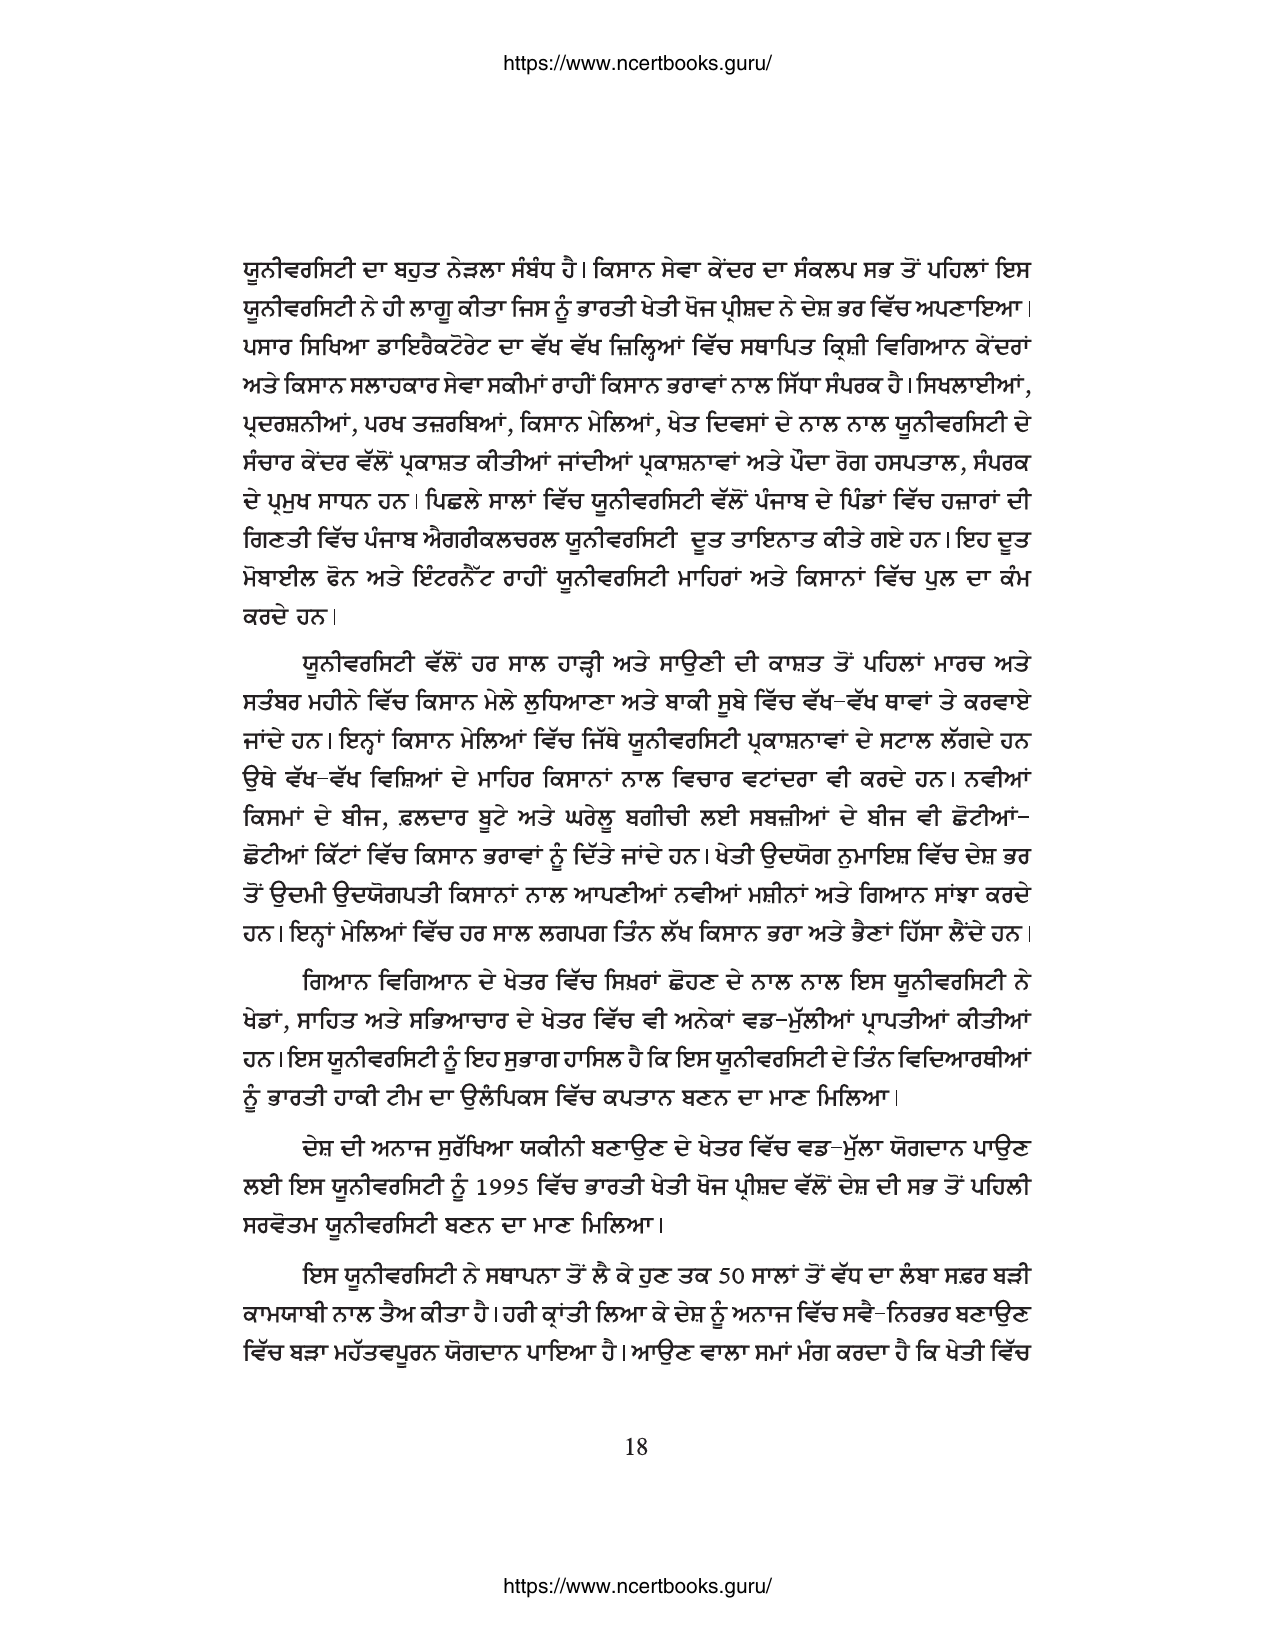 https://www.ncertbooks.guru/
ਯੂਨੀਵਰਸਿਟੀ ਦਾ ਬਹੁਤ ਨੇੜਲਾ ਸੰਬੰਧ ਹੈ। ਕਿਸਾਨ ਸੇਵਾ ਕੇਂਦਰ ਦਾ ਸੰਕਲਪ ਸਭ ਤੋਂ ਪਹਿਲਾਂ ਇਸ
ਯੂਨੀਵਰਸਿਟੀ ਨੇ ਹੀ ਲਾਗੂ ਕੀਤਾ ਜਿਸ ਨੂੰ ਭਾਰਤੀ ਖੇਤੀ ਖੋਜ ਪ੍ਰੀਸ਼ਦ ਨੇ ਦੇਸ਼ ਭਰ ਵਿੱਚ ਅਪਣਾਇਆ।
ਪਸਾਰ ਸਿਖਿਆ ਡਾਇਰੈਕਟੋਰੇਟ ਦਾ ਵੱਖ ਵੱਖ ਜ਼ਿਲ੍ਹਿਆਂ ਵਿੱਚ ਸਥਾਪਿਤ ਕ੍ਰਿਸ਼ੀ ਵਿਗਿਆਨ ਕੇਂਦਰਾਂ
ਅਤੇ ਕਿਸਾਨ ਸਲਾਹਕਾਰ ਸੇਵਾ ਸਕੀਮਾਂ ਰਾਹੀਂ ਕਿਸਾਨ ਭਰਾਵਾਂ ਨਾਲ ਸਿੱਧਾ ਸੰਪਰਕ ਹੈ। ਸਿਖਲਾਈਆਂ,
ਪ੍ਰਦਰਸ਼ਨੀਆਂ, ਪਰਖ ਤਜ਼ਰਬਿਆਂ, ਕਿਸਾਨ ਮੇਲਿਆਂ, ਖੇਤ ਦਿਵਸਾਂ ਦੇ ਨਾਲ ਨਾਲ ਯੂਨੀਵਰਸਿਟੀ ਦੇ
ਸੰਚਾਰ ਕੇਂਦਰ ਵੱਲੋਂ ਪ੍ਰਕਾਸ਼ਤ ਕੀਤੀਆਂ ਜਾਂਦੀਆਂ ਪ੍ਰਕਾਸ਼ਨਾਵਾਂ ਅਤੇ ਪੌਦਾ ਰੋਗ ਹਸਪਤਾਲ, ਸੰਪਰਕ
ਦੇ ਪ੍ਰਮੁਖ ਸਾਧਨ ਹਨ। ਪਿਛਲੇ ਸਾਲਾਂ ਵਿੱਚ ਯੂਨੀਵਰਸਿਟੀ ਵੱਲੋਂ ਪੰਜਾਬ ਦੇ ਪਿੰਡਾਂ ਵਿੱਚ ਹਜ਼ਾਰਾਂ ਦੀ
ਗਿਣਤੀ ਵਿੱਚ ਪੰਜਾਬ ਐਗਰੀਕਲਚਰਲ ਯੂਨੀਵਰਸਿਟੀ ਦੂਤ ਤਾਇਨਾਤ ਕੀਤੇ ਗਏ ਹਨ। ਇਹ ਦੂਤ
ਮੋਬਾਈਲ ਫੋਨ ਅਤੇ ਇੰਟਰਨੈੱਟ ਰਾਹੀਂ ਯੂਨੀਵਰਸਿਟੀ ਮਾਹਿਰਾਂ ਅਤੇ ਕਿਸਾਨਾਂ ਵਿੱਚ ਪੁਲ ਦਾ ਕੰਮ
ਕਰਦੇ ਹਨ।
ਯੂਨੀਵਰਸਿਟੀ ਵੱਲੋਂ ਹਰ ਸਾਲ ਹਾੜ੍ਹੀ ਅਤੇ ਸਾਉਣੀ ਦੀ ਕਾਸ਼ਤ ਤੋਂ ਪਹਿਲਾਂ ਮਾਰਚ ਅਤੇ
ਸਤੰਬਰ ਮਹੀਨੇ ਵਿੱਚ ਕਿਸਾਨ ਮੇਲੇ ਲੁਧਿਆਣਾ ਅਤੇ ਬਾਕੀ ਸੂਬੇ ਵਿੱਚ ਵੱਖ-ਵੱਖ ਥਾਵਾਂ ਤੇ ਕਰਵਾਏ
ਜਾਂਦੇ ਹਨ। ਇਨ੍ਹਾਂ ਕਿਸਾਨ ਮੇਲਿਆਂ ਵਿੱਚ ਜਿੱਥੇ ਯੂਨੀਵਰਸਿਟੀ ਪ੍ਰਕਾਸ਼ਨਾਵਾਂ ਦੇ ਸਟਾਲ ਲੱਗਦੇ ਹਨ
ਉਥੇ ਵੱਖ-ਵੱਖ ਵਿਸ਼ਿਆਂ ਦੇ ਮਾਹਿਰ ਕਿਸਾਨਾਂ ਨਾਲ ਵਿਚਾਰ ਵਟਾਂਦਰਾ ਵੀ ਕਰਦੇ ਹਨ। ਨਵੀਆਂ
ਕਿਸਮਾਂ ਦੇ ਬੀਜ, ਫ਼ਲਦਾਰ ਬੂਟੇ ਅਤੇ ਘਰੇਲੂ ਬਗੀਚੀ ਲਈ ਸਬਜ਼ੀਆਂ ਦੇ ਬੀਜ ਵੀ ਛੋਟੀਆਂ-
ਛੋਟੀਆਂ ਕਿੱਟਾਂ ਵਿੱਚ ਕਿਸਾਨ ਭਰਾਵਾਂ ਨੂੰ ਦਿੱਤੇ ਜਾਂਦੇ ਹਨ। ਖੇਤੀ ਉਦਯੋਗ ਨੁਮਾਇਸ਼ ਵਿੱਚ ਦੇਸ਼ ਭਰ
ਤੋਂ ਉਦਮੀ ਉਦਯੋਗਪਤੀ ਕਿਸਾਨਾਂ ਨਾਲ ਆਪਣੀਆਂ ਨਵੀਆਂ ਮਸ਼ੀਨਾਂ ਅਤੇ ਗਿਆਨ ਸਾਂਝਾ ਕਰਦੇ
ਹਨ। ਇਨ੍ਹਾਂ ਮੇਲਿਆਂ ਵਿੱਚ ਹਰ ਸਾਲ ਲਗਪਗ ਤਿੰਨ ਲੱਖ ਕਿਸਾਨ ਭਰਾ ਅਤੇ ਭੈਣਾਂ ਹਿੱਸਾ ਲੈਂਦੇ ਹਨ।
ਗਿਆਨ ਵਿਗਿਆਨ ਦੇ ਖੇਤਰ ਵਿੱਚ ਸਿਖ਼ਰਾਂ ਛੋਹਣ ਦੇ ਨਾਲ ਨਾਲ ਇਸ ਯੂਨੀਵਰਸਿਟੀ ਨੇ
ਖੇਡਾਂ, ਸਾਹਿਤ ਅਤੇ ਸਭਿਆਚਾਰ ਦੇ ਖੇਤਰ ਵਿੱਚ ਵੀ ਅਨੇਕਾਂ ਵਡ-ਮੁੱਲੀਆਂ ਪ੍ਰਾਪਤੀਆਂ ਕੀਤੀਆਂ
ਹਨ। ਇਸ ਯੂਨੀਵਰਸਿਟੀ ਨੂੰ ਇਹ ਸੁਭਾਗ ਹਾਸਿਲ ਹੈ ਕਿ ਇਸ ਯੂਨੀਵਰਸਿਟੀ ਦੇ ਤਿੰਨ ਵਿਦਿਆਰਥੀਆਂ
ਨੂੰ ਭਾਰਤੀ ਹਾਕੀ ਟੀਮ ਦਾ ਉਲੰਪਿਕਸ ਵਿੱਚ ਕਪਤਾਨ ਬਣਨ ਦਾ ਮਾਣ ਮਿਲਿਆ।
ਦੇਸ਼ ਦੀ ਅਨਾਜ ਸੁਰੱਖਿਆ ਯਕੀਨੀ ਬਣਾਉਣ ਦੇ ਖੇਤਰ ਵਿੱਚ ਵਡ-ਮੁੱਲਾ ਯੋਗਦਾਨ ਪਾਉਣ
ਲਈ ਇਸ ਯੂਨੀਵਰਸਿਟੀ ਨੂੰ 1995 ਵਿੱਚ ਭਾਰਤੀ ਖੇਤੀ ਖੋਜ ਪ੍ਰੀਸ਼ਦ ਵੱਲੋਂ ਦੇਸ਼ ਦੀ ਸਭ ਤੋਂ ਪਹਿਲੀ
ਸਰਵੋਤਮ ਯੂਨੀਵਰਸਿਟੀ ਬਣਨ ਦਾ ਮਾਣ ਮਿਲਿਆ।
ਇਸ ਯੂਨੀਵਰਸਿਟੀ ਨੇ ਸਥਾਪਨਾ ਤੋਂ ਲੈ ਕੇ ਹੁਣ ਤਕ 50 ਸਾਲਾਂ ਤੋਂ ਵੱਧ ਦਾ ਲੰਬਾ ਸਫ਼ਰ ਬੜੀ
ਕਾਮਯਾਬੀ ਨਾਲ ਤੈਅ ਕੀਤਾ ਹੈ। ਹਰੀ ਕ੍ਰਾਂਤੀ ਲਿਆ ਕੇ ਦੇਸ਼ ਨੂੰ ਅਨਾਜ ਵਿੱਚ ਸਵੈ-ਨਿਰਭਰ ਬਣਾਉਣ
ਵਿੱਚ ਬੜਾ ਮਹੱਤਵਪੂਰਨ ਯੋਗਦਾਨ ਪਾਇਆ ਹੈ। ਆਉਣ ਵਾਲਾ ਸਮਾਂ ਮੰਗ ਕਰਦਾ ਹੈ ਕਿ ਖੇਤੀ ਵਿੱਚ
18
https://www.ncertbooks.guru/